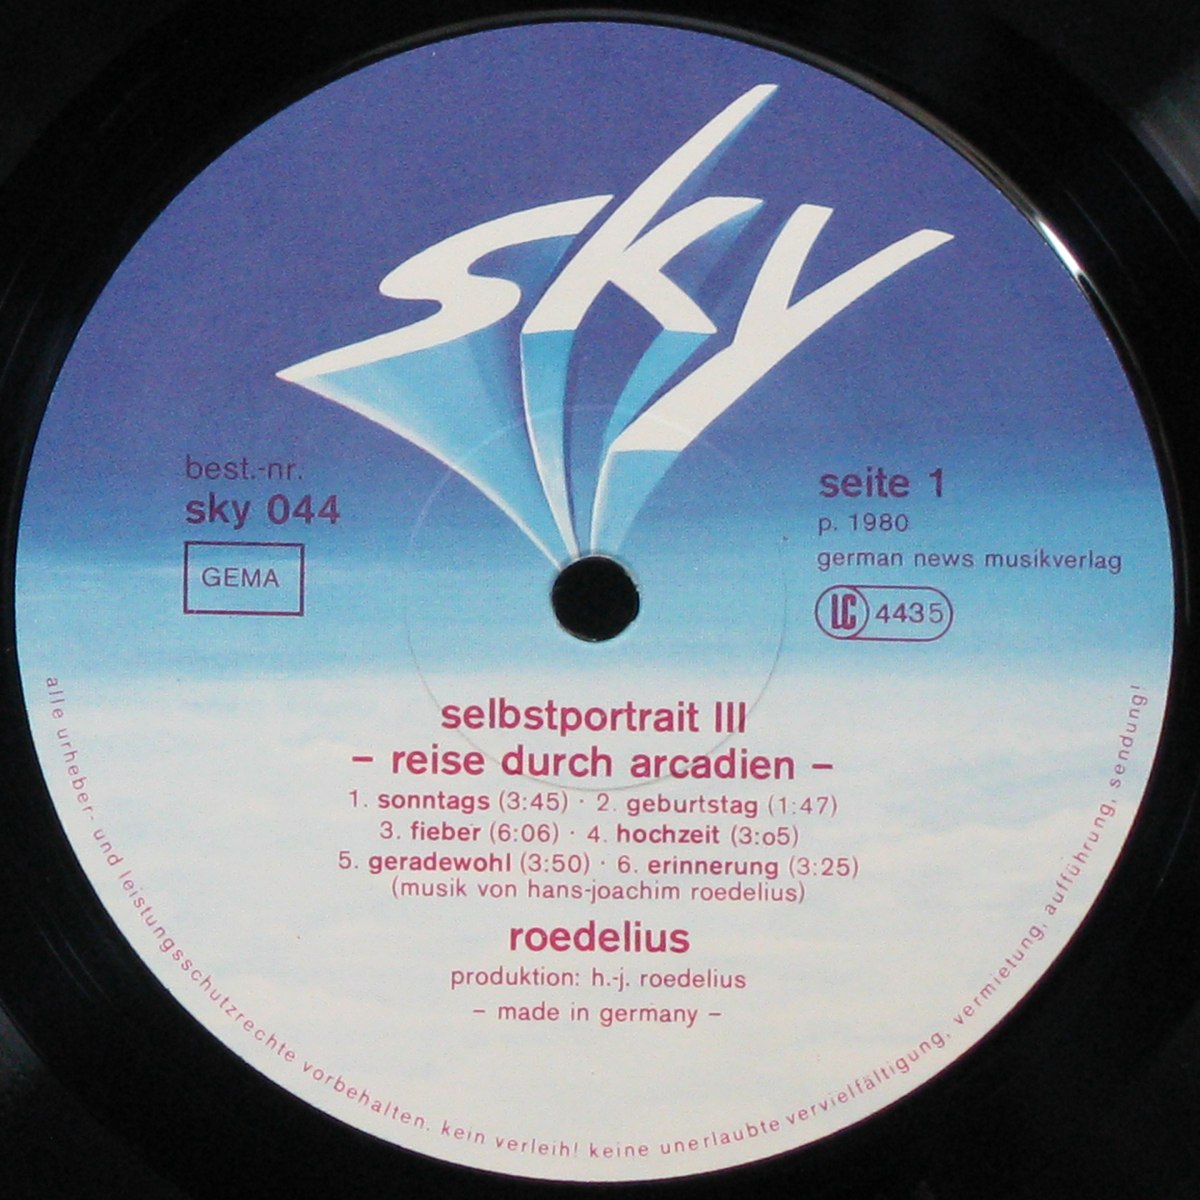 sky
best.-nr.
sky 044
GEMA
seite 1
p. 1980
german news musikverlag
LC 4435
selbstportrait III
– reise durch arcadien –
1. sonntags (3:45) · 2. geburtstag (1:47)
3. fieber (6:06) · 4. hochzeit (3:o5)
5. geradewohl (3:50) · 6. erinnerung (3:25)
(musik von hans-joachim roedelius)
roedelius
produktion: h.-j. roedelius
– made in germany –
alle urheber- und leistungsschutzrechte vorbehalten. kein verleih! keine unerlaubte vervielfältigung, vermietung, aufführung, sendung!